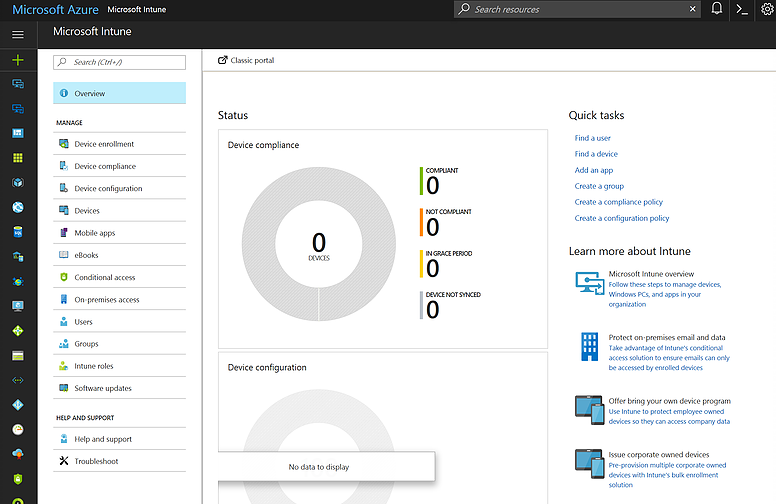 Microsoft Azure Microsoft Intune
Search resources
Microsoft Intune
Search (Ctrl+/)
Overview
MANAGE
Device enrollment
Device compliance
Device configuration
Devices
Mobile apps
eBooks
Conditional access
On-premises access
Users
Groups
Intune roles
Software updates
HELP AND SUPPORT
Help and support
Troubleshoot
Classic portal
Status
Device compliance
0
DEVICES
COMPLIANT
0
NOT COMPLIANT
0
IN GRACE PERIOD
0
DEVICE NOT SYNCED
0
Device configuration
No data to display
Quick tasks
Find a user
Find a device
Add an app
Create a group
Create a compliance policy
Create a configuration policy
Learn more about Intune
Microsoft Intune overview
Follow these steps to manage devices,
Windows PCs, and apps in your
organization
Protect on-premises email and data
Take advantage of Intune's conditional
access solution to ensure emails can only
be accessed by enrolled devices
Offer bring your own device program
Use Intune to protect employee owned
devices so they can access company data
Issue corporate owned devices
Pre-provision multiple corporate owned
devices with Intune's bulk enrollment
solution